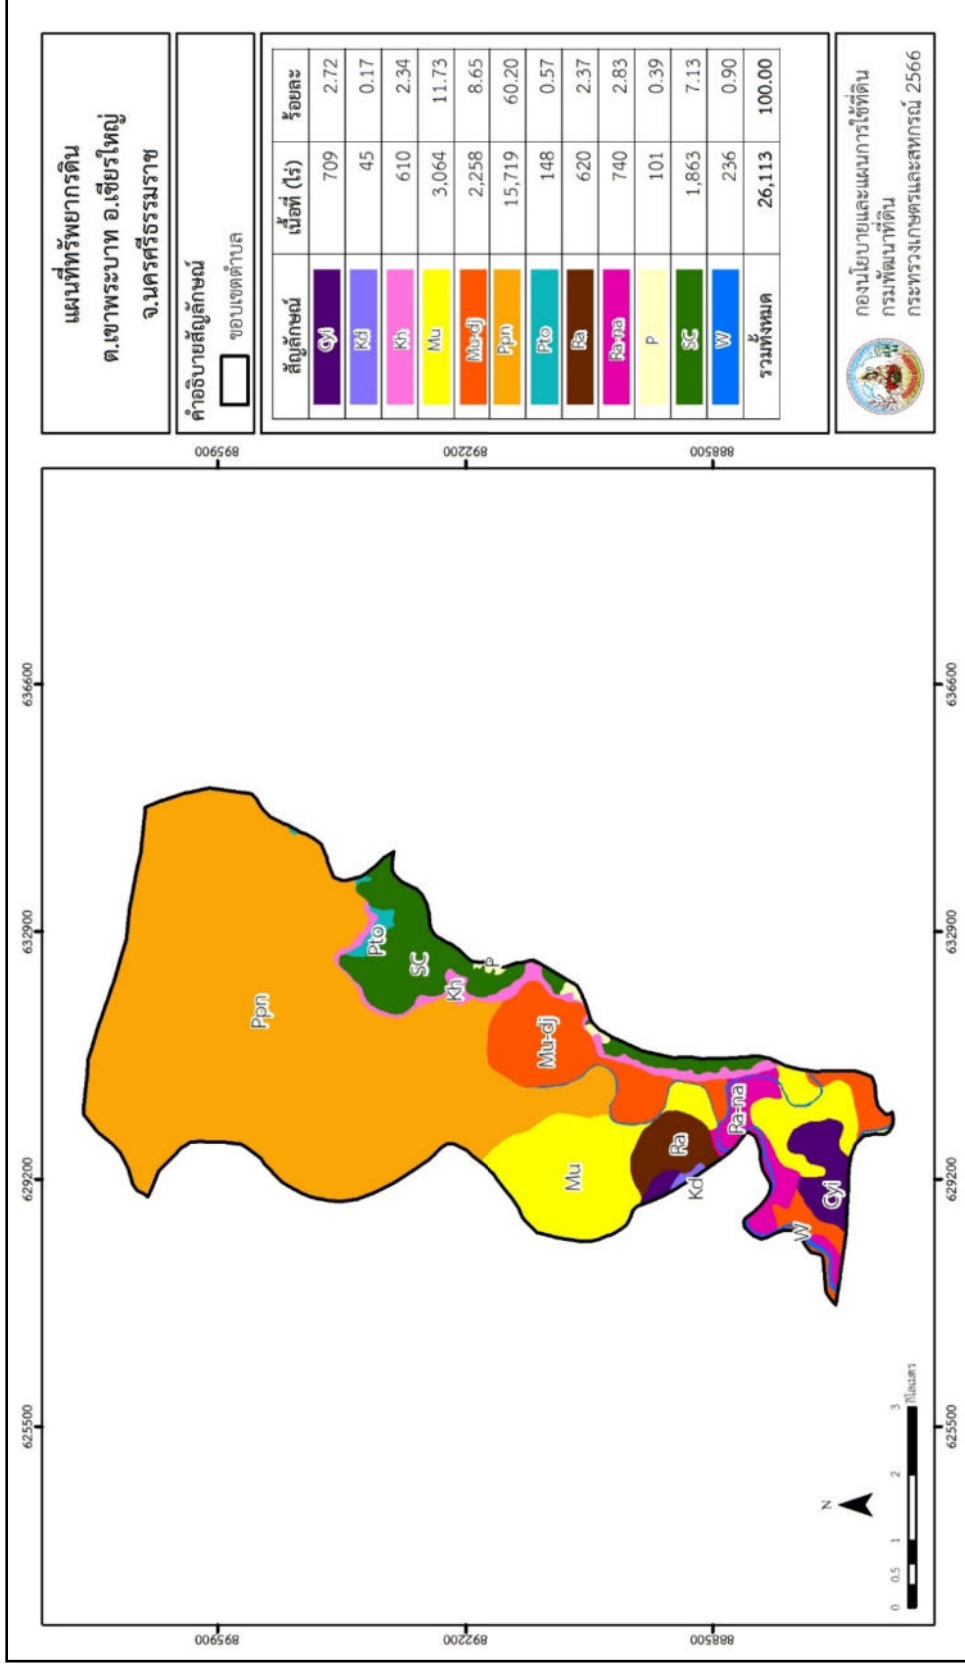 แผนที่ทรัพยากรดิน
ต.เขาพระบาท อ.เชียรใหญ่
จ.นครศรีธรรมราช
คำอธิบายสัญลักษณ์
ขอบเขตตำบล
สัญลักษณ์ เนื้อที่ (ไร่) ร้อยละ
Cyi 709 2.72
Kd 45 0.17
Kh 610 2.34
Mu 3,064 11.73
Mu-dj 2,258 8.65
Ppn 15,719 60.20
Pto 148 0.57
Ra 620 2.37
Ra-na 740 2.83
P 101 0.39
SC 1,863 7.13
W 236 0.90
รวมทั้งหมด 26,113 100.00
กองนโยบายและแผนการใช้ที่ดิน
กรมพัฒนาที่ดิน
กระทรวงเกษตรและสหกรณ์ 2566
625500 629200 632900 636600
895900 895900
892200 892200
888500 888500
Ppn
Pto
SC
Kh
P
Mu-dj
Mu
Ra
Kd
Ra-na
Cyi
W
N
0 0.5 1 2 3
กิโลเมตร
625500 629200 632900 636600